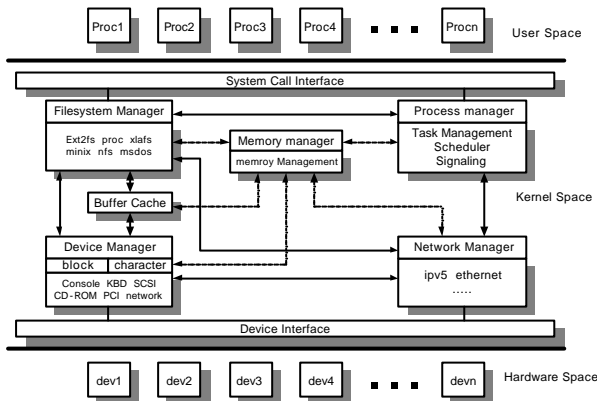 Proc1 Proc2 Proc3 Proc4 Procn
User Space
System Call Interface
Filesystem Manager
Ext2fs proc xlafs
minix nfs msdos
Process manager
Task Management
Scheduler
Signaling
Memory manager
memroy Management
Kernel Space
Buffer Cache
Device Manager
block character
Console KBD SCSI
CD-ROM PCI network
Network Manager
ipv5 ethernet
.....
Device Interface
Hardware Space
dev1 dev2 dev3 dev4 devn